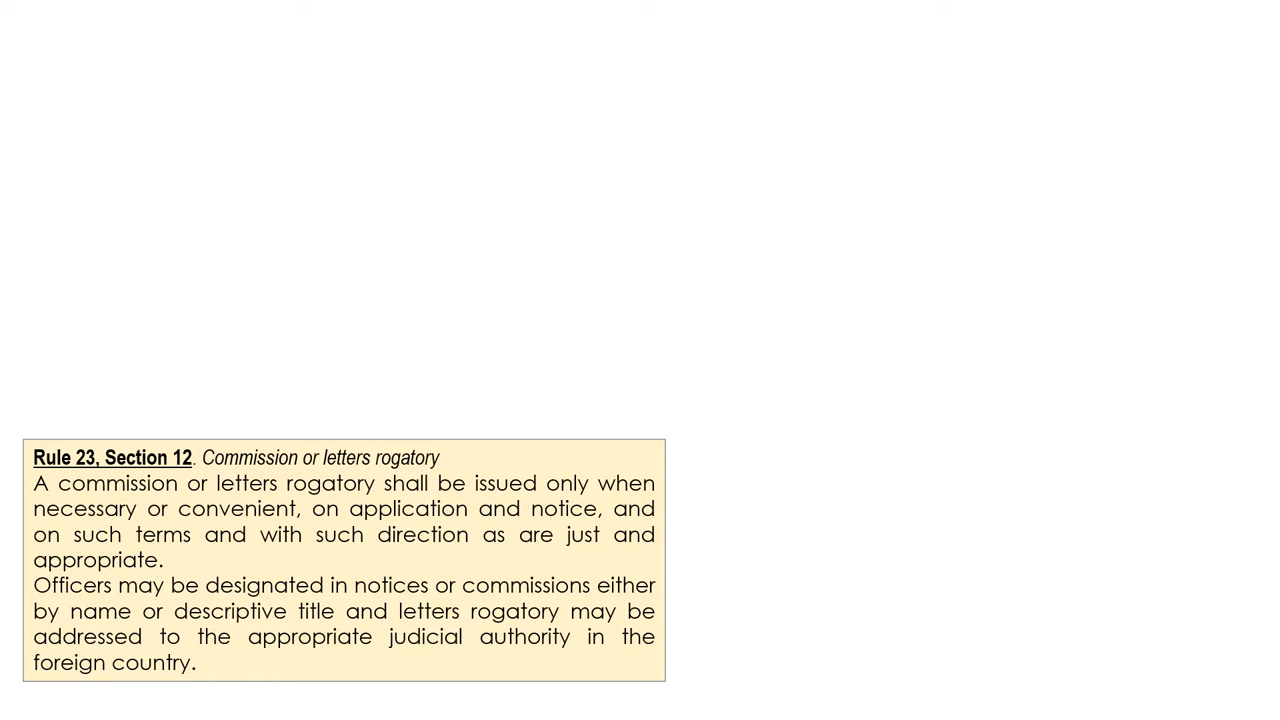 Rule 23, Section 12. Commission or letters rogatory
A commission or letters rogatory shall be issued only when
necessary or convenient, on application and notice, and
on such terms and with such direction as are just and
appropriate.
Officers may be designated in notices or commissions either
by name or descriptive title and letters rogatory may be
addressed to the appropriate judicial authority in the
foreign country.